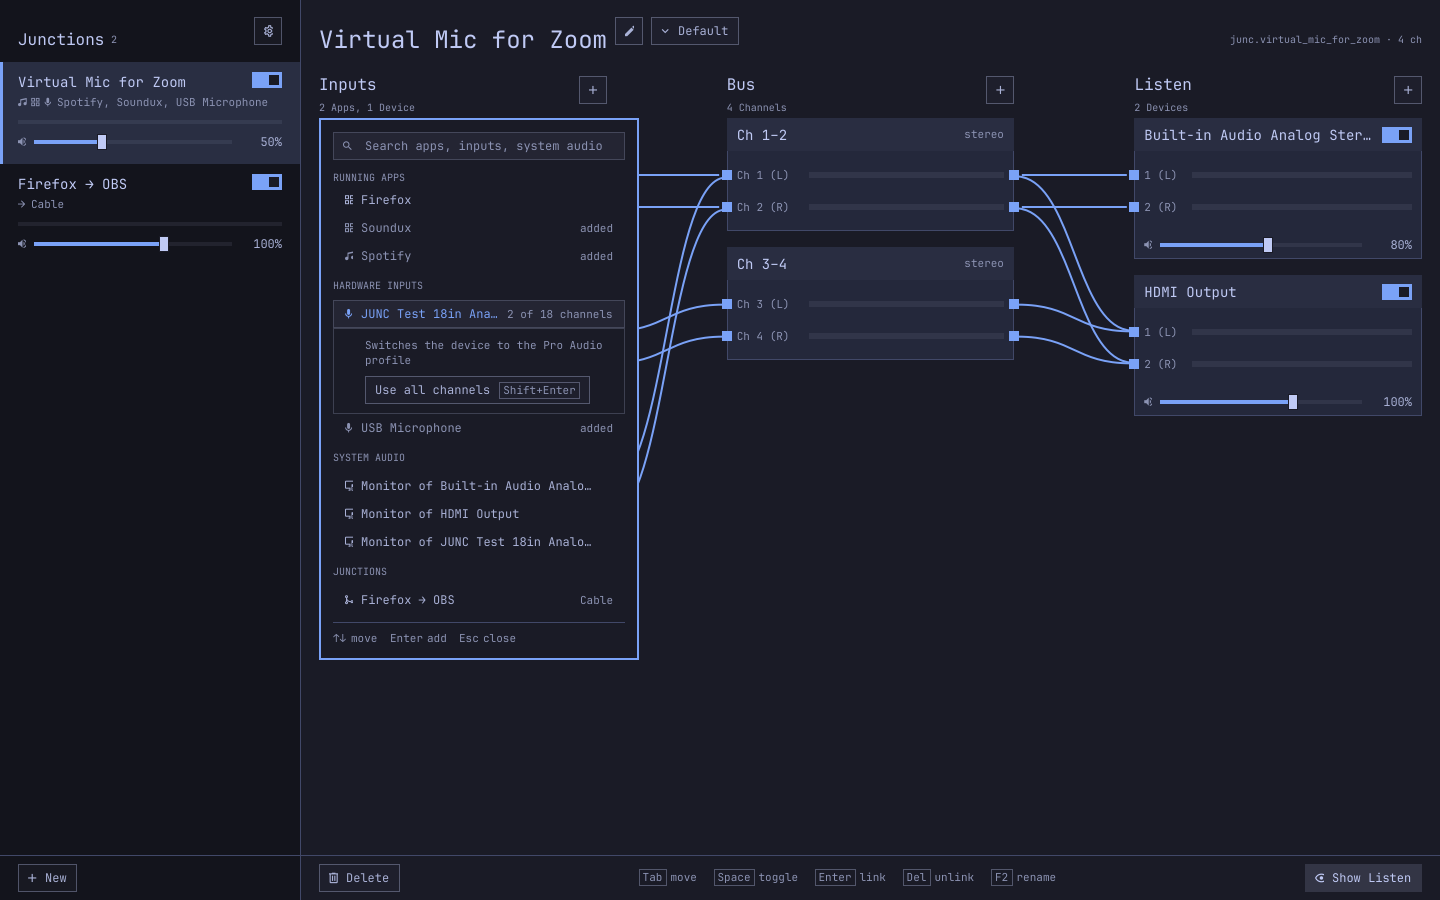 Junctions 2
Virtual Mic for Zoom
Spotify, Soundux, USB Microphone
50%
Firefox → OBS
→ Cable
100%
+ New
Virtual Mic for Zoom
Default
junc.virtual_mic_for_zoom · 4 ch
Inputs
2 Apps, 1 Device
+
Search apps, inputs, system audio
RUNNING APPS
Firefox
Soundux added
Spotify added
HARDWARE INPUTS
JUNC Test 18in Ana… 2 of 18 channels
Switches the device to the Pro Audio
profile
Use all channels Shift+Enter
USB Microphone added
SYSTEM AUDIO
Monitor of Built-in Audio Analo…
Monitor of HDMI Output
Monitor of JUNC Test 18in Analo…
JUNCTIONS
Firefox → OBS Cable
↑↓ move Enter add Esc close
Bus
4 Channels
+
Ch 1–2 stereo
Ch 1 (L)
Ch 2 (R)
Ch 3–4 stereo
Ch 3 (L)
Ch 4 (R)
Listen
2 Devices
+
Built-in Audio Analog Ster…
1 (L)
2 (R)
80%
HDMI Output
1 (L)
2 (R)
100%
Delete
Tab move Space toggle Enter link Del unlink F2 rename
Show Listen